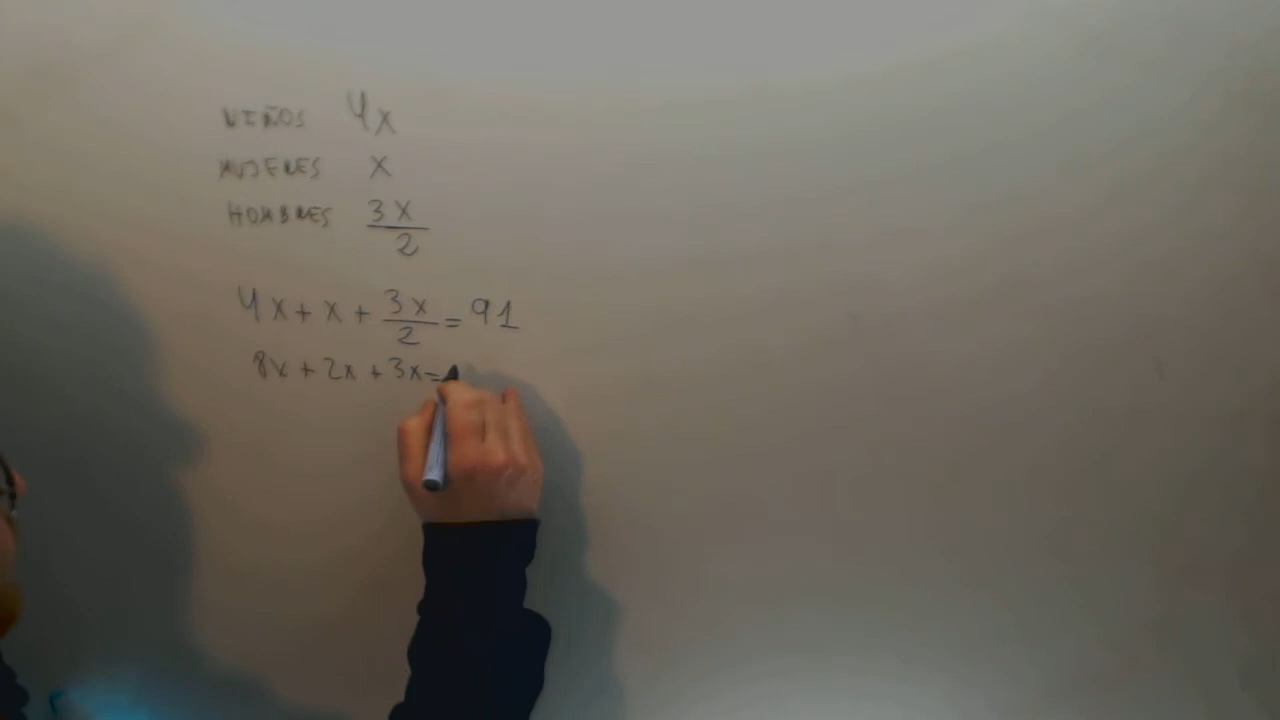 NIÑOS 4x
MUJERES x
HOMBRES 3x/2
4x + x + 3x/2 = 91
8x + 2x + 3x =